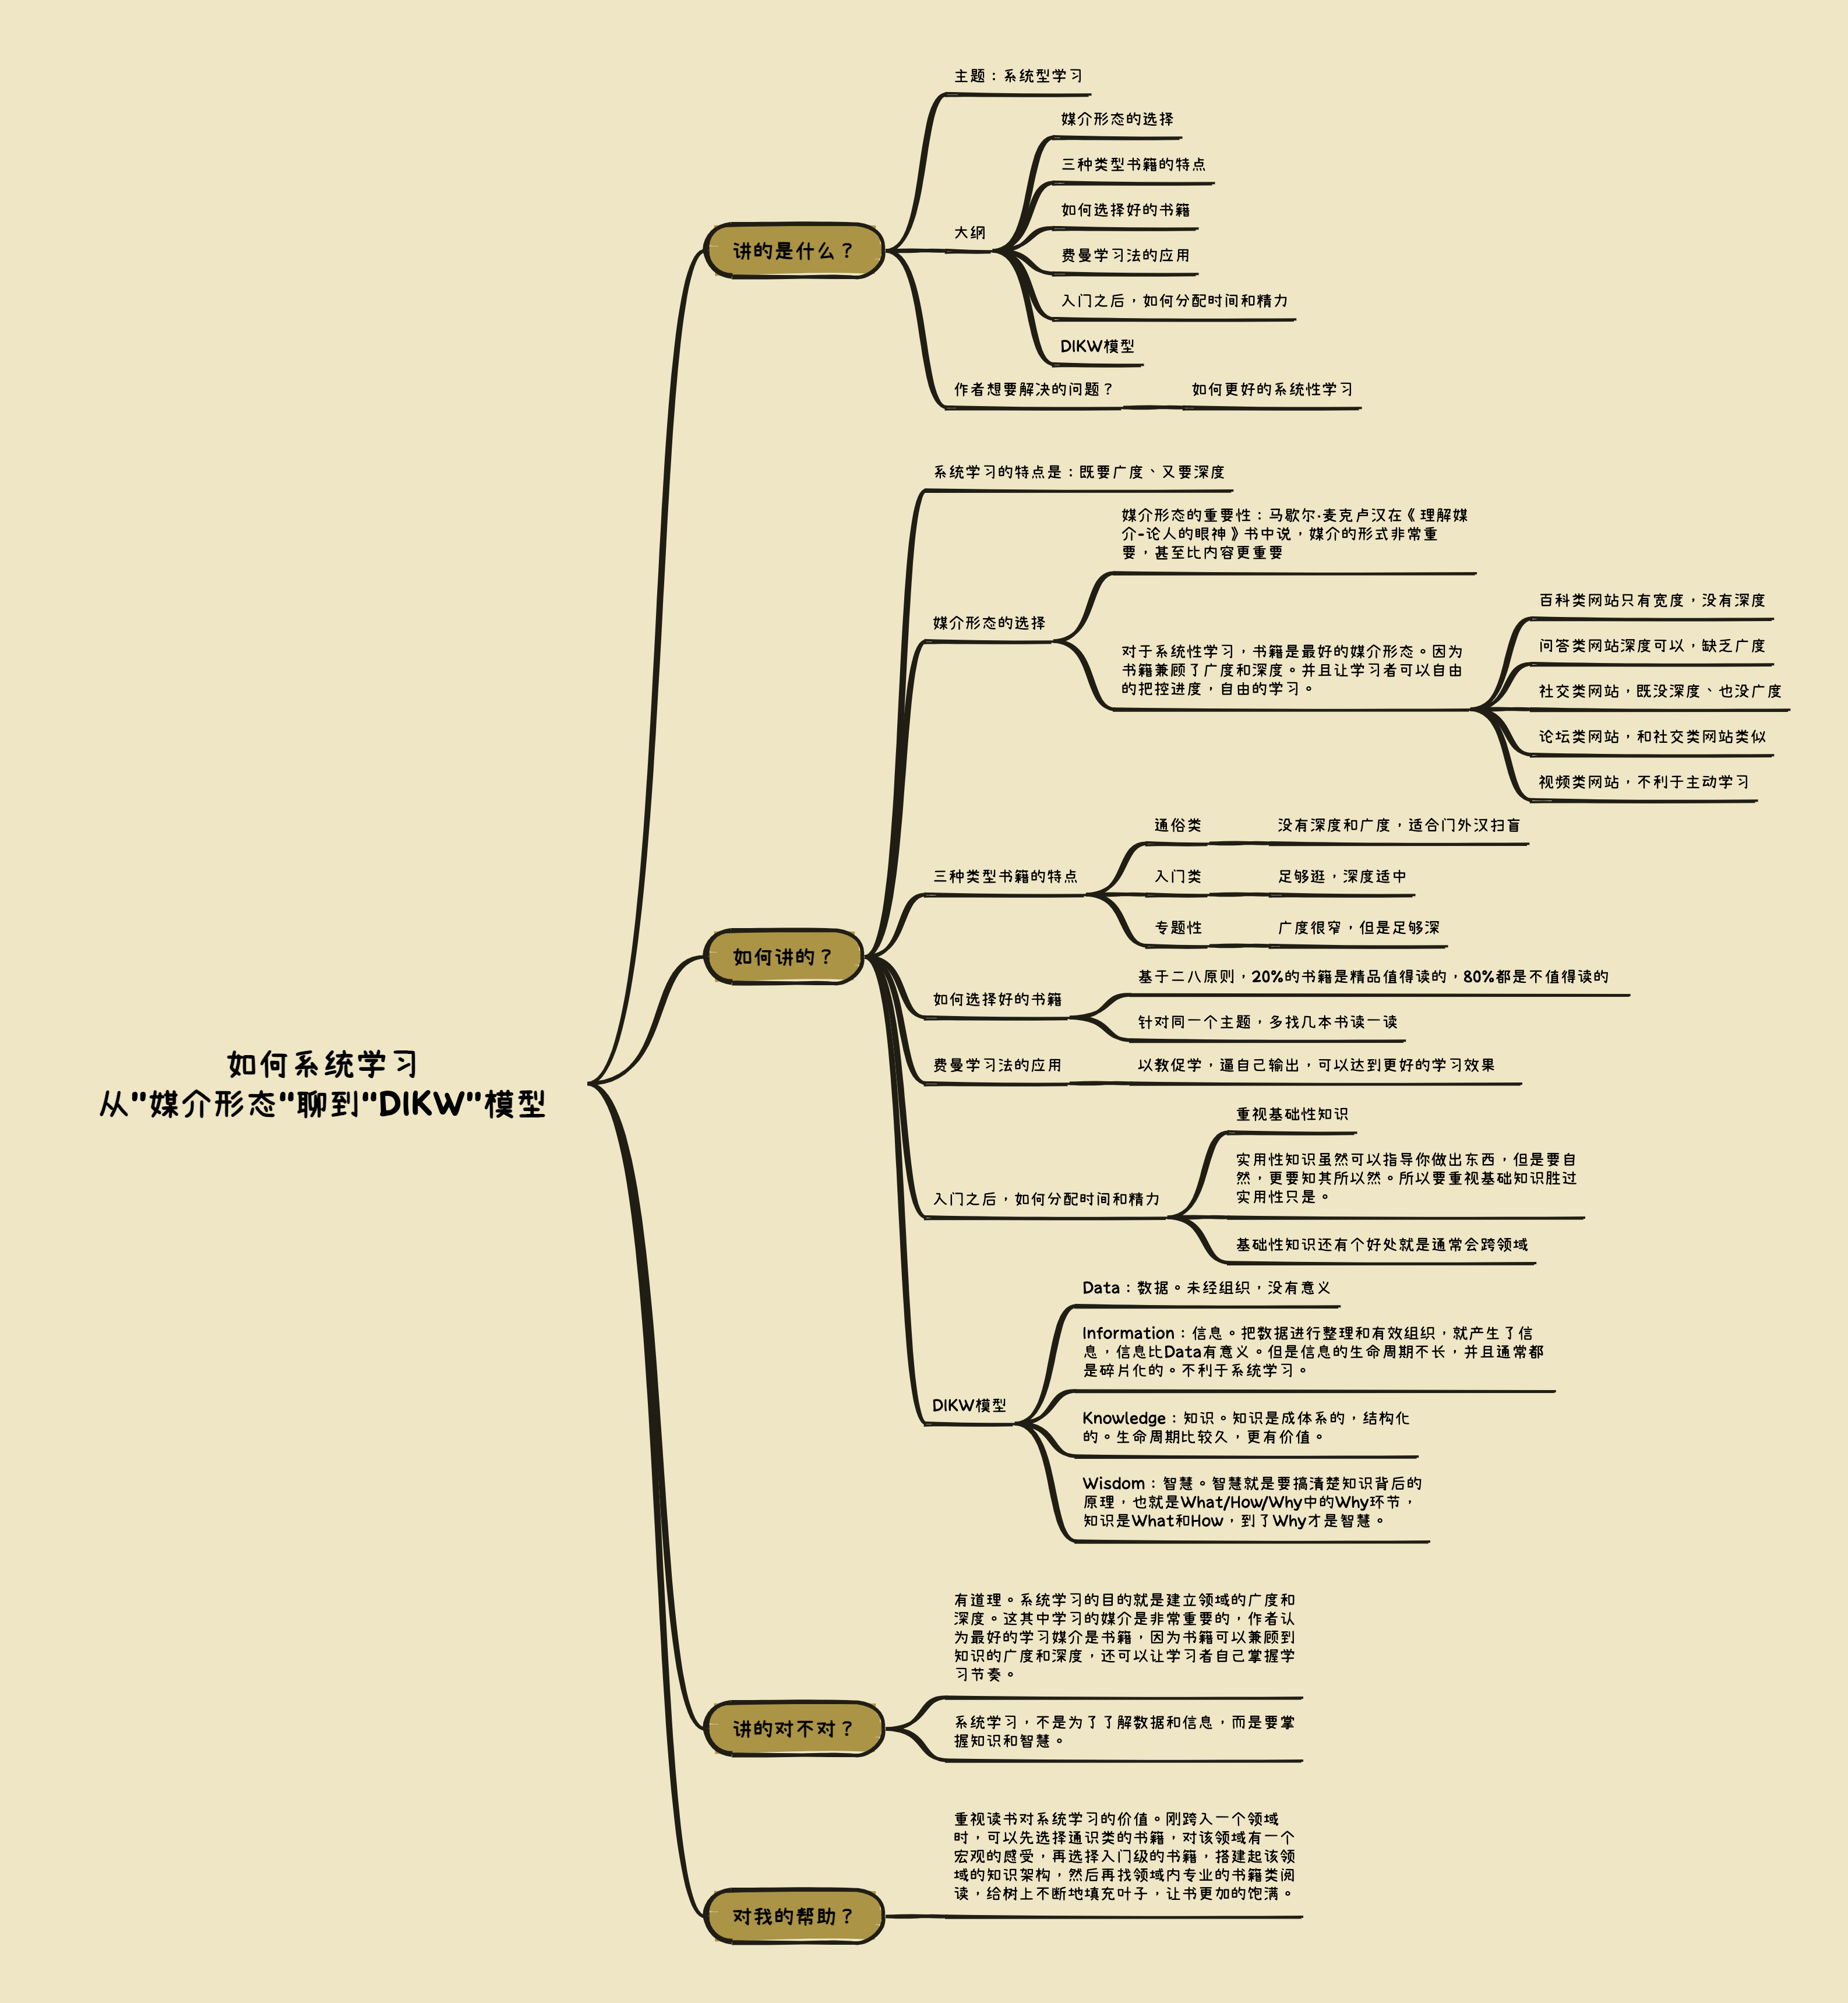 如何系统学习
从"媒介形态"聊到"DIKW"模型
讲的是什么？
主题：系统型学习
大纲
媒介形态的选择
三种类型书籍的特点
如何选择好的书籍
费曼学习法的应用
入门之后，如何分配时间和精力
DIKW模型
作者想要解决的问题？
如何更好的系统性学习
如何讲的？
系统学习的特点是：既要广度、又要深度
媒介形态的选择
媒介形态的重要性：马歇尔·麦克卢汉在《理解媒
介-论人的眼神》书中说，媒介的形式非常重
要，甚至比内容更重要
对于系统性学习，书籍是最好的媒介形态。因为
书籍兼顾了广度和深度。并且让学习者可以自由
的把控进度，自由的学习。
百科类网站只有宽度，没有深度
问答类网站深度可以，缺乏广度
社交类网站，既没深度、也没广度
论坛类网站，和社交类网站类似
视频类网站，不利于主动学习
三种类型书籍的特点
通俗类
没有深度和广度，适合门外汉扫盲
入门类
足够逛，深度适中
专题性
广度很窄，但是足够深
如何选择好的书籍
基于二八原则，20%的书籍是精品值得读的，80%都是不值得读的
针对同一个主题，多找几本书读一读
费曼学习法的应用
以教促学，逼自己输出，可以达到更好的学习效果
入门之后，如何分配时间和精力
重视基础性知识
实用性知识虽然可以指导你做出东西，但是要自
然，更要知其所以然。所以要重视基础知识胜过
实用性只是。
基础性知识还有个好处就是通常会跨领域
DIKW模型
Data：数据。未经组织，没有意义
Information：信息。把数据进行整理和有效组织，就产生了信
息，信息比Data有意义。但是信息的生命周期不长，并且通常都
是碎片化的。不利于系统学习。
Knowledge：知识。知识是成体系的，结构化
的。生命周期比较久，更有价值。
Wisdom：智慧。智慧就是要搞清楚知识背后的
原理，也就是What/How/Why中的Why环节，
知识是What和How，到了Why才是智慧。
讲的对不对？
有道理。系统学习的目的就是建立领域的广度和
深度。这其中学习的媒介是非常重要的，作者认
为最好的学习媒介是书籍，因为书籍可以兼顾到
知识的广度和深度，还可以让学习者自己掌握学
习节奏。
系统学习，不是为了了解数据和信息，而是要掌
握知识和智慧。
对我的帮助？
重视读书对系统学习的价值。刚跨入一个领域
时，可以先选择通识类的书籍，对该领域有一个
宏观的感受，再选择入门级的书籍，搭建起该领
域的知识架构，然后再找领域内专业的书籍类阅
读，给树上不断地填充叶子，让书更加的饱满。